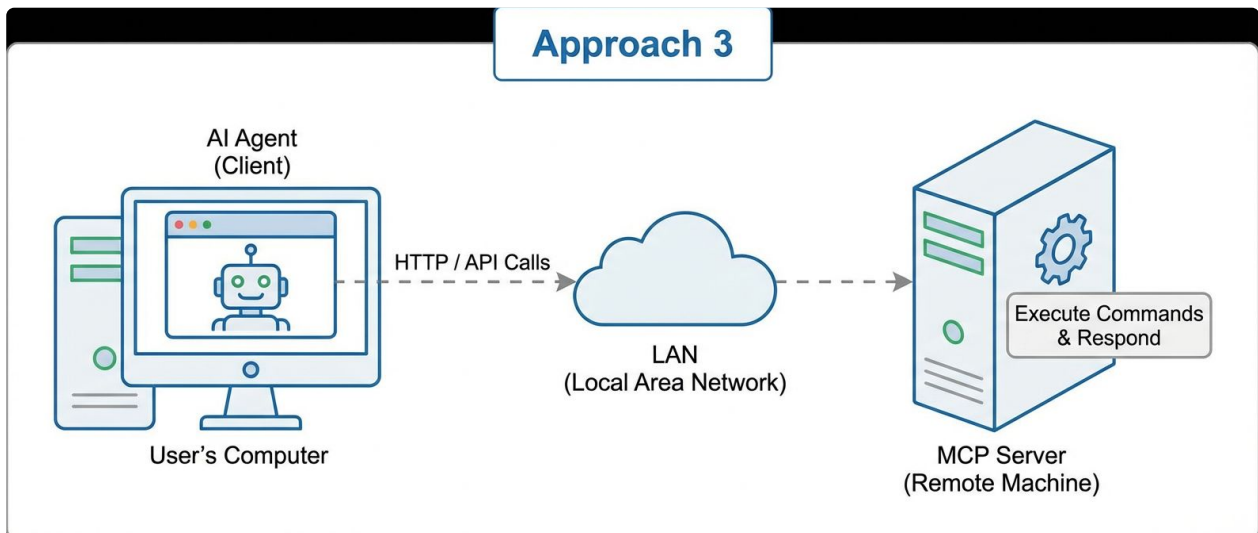 Approach 3
AI Agent
(Client)
HTTP / API Calls
LAN
(Local Area Network)
Execute Commands
& Respond
User’s Computer
MCP Server
(Remote Machine)